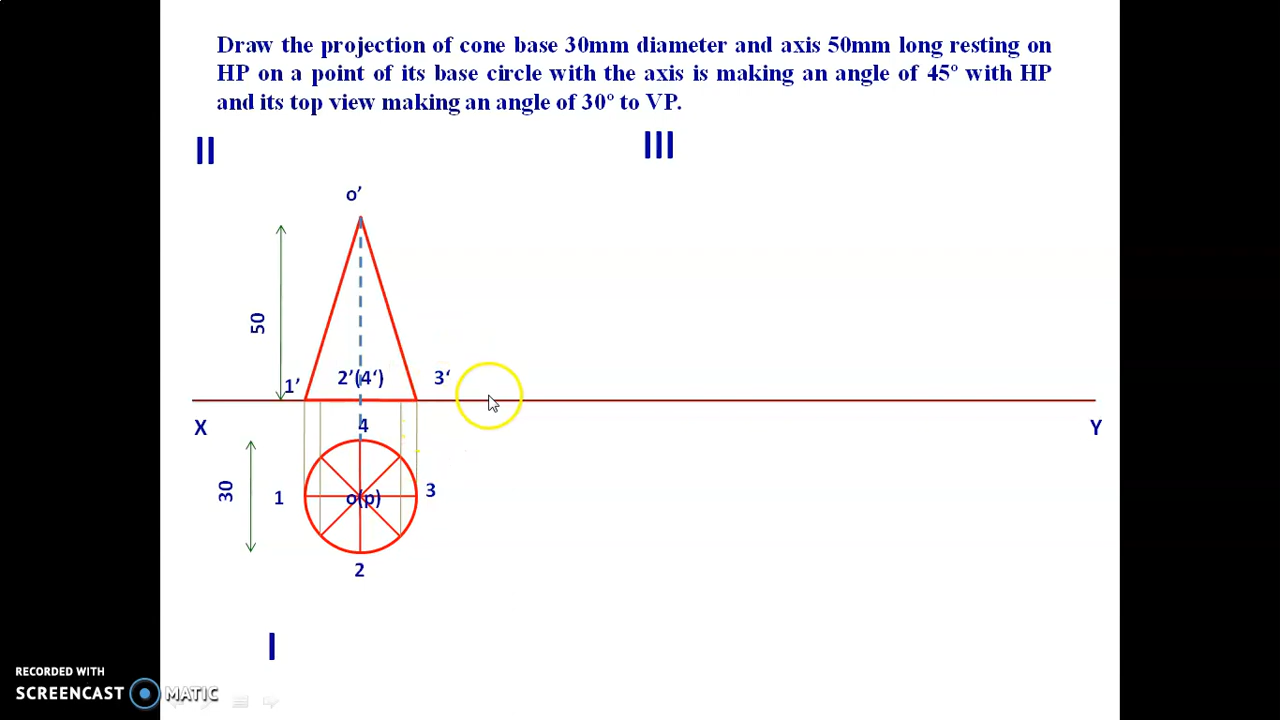 Draw the projection of cone base 30mm diameter and axis 50mm long resting on
HP on a point of its base circle with the axis is making an angle of 45º with HP
and its top view making an angle of 30º to VP.
II
III
o’
50
1’
2’(4‘)
3‘
X
Y
4
30
1
o(p)
3
2
I
RECORDED WITH
SCREENCAST MATIC